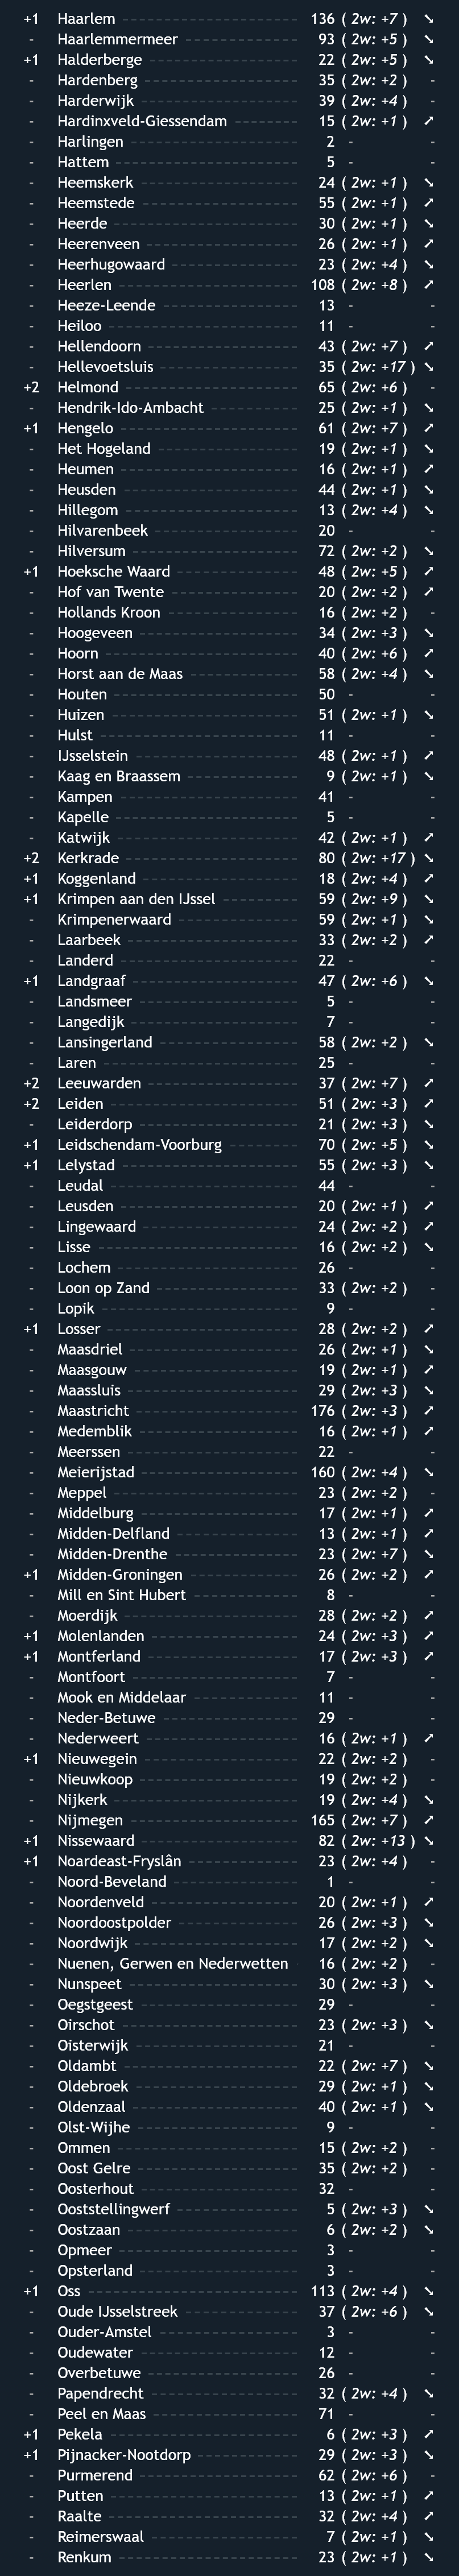 +1 Haarlem 136 ( 2w: +7 ) ➘
- Haarlemmermeer 93 ( 2w: +5 ) ➘
+1 Halderberge 22 ( 2w: +5 ) ➘
- Hardenberg 35 ( 2w: +2 ) -
- Harderwijk 39 ( 2w: +4 ) -
- Hardinxveld-Giessendam 15 ( 2w: +1 ) ➚
- Harlingen 2 - -
- Hattem 5 - -
- Heemskerk 24 ( 2w: +1 ) ➘
- Heemstede 55 ( 2w: +1 ) ➚
- Heerde 30 ( 2w: +1 ) ➘
- Heerenveen 26 ( 2w: +1 ) ➚
- Heerhugowaard 23 ( 2w: +4 ) ➘
- Heerlen 108 ( 2w: +8 ) ➚
- Heeze-Leende 13 - -
- Heiloo 11 - -
- Hellendoorn 43 ( 2w: +7 ) ➚
- Hellevoetsluis 35 ( 2w: +17 ) ➘
+2 Helmond 65 ( 2w: +6 ) -
- Hendrik-Ido-Ambacht 25 ( 2w: +1 ) ➘
+1 Hengelo 61 ( 2w: +7 ) ➚
- Het Hogeland 19 ( 2w: +1 ) ➘
- Heumen 16 ( 2w: +1 ) ➚
- Heusden 44 ( 2w: +1 ) ➘
- Hillegom 13 ( 2w: +4 ) ➘
- Hilvarenbeek 20 - -
- Hilversum 72 ( 2w: +2 ) ➘
+1 Hoeksche Waard 48 ( 2w: +5 ) ➚
- Hof van Twente 20 ( 2w: +2 ) ➚
- Hollands Kroon 16 ( 2w: +2 ) -
- Hoogeveen 34 ( 2w: +3 ) ➘
- Hoorn 40 ( 2w: +6 ) ➚
- Horst aan de Maas 58 ( 2w: +4 ) ➘
- Houten 50 - -
- Huizen 51 ( 2w: +1 ) ➘
- Hulst 11 - -
- IJsselstein 48 ( 2w: +1 ) ➚
- Kaag en Braassem 9 ( 2w: +1 ) ➘
- Kampen 41 - -
- Kapelle 5 - -
- Katwijk 42 ( 2w: +1 ) ➚
+2 Kerkrade 80 ( 2w: +17 ) ➘
+1 Koggenland 18 ( 2w: +4 ) ➚
+1 Krimpen aan den IJssel 59 ( 2w: +9 ) ➘
- Krimpenerwaard 59 ( 2w: +1 ) ➘
- Laarbeek 33 ( 2w: +2 ) ➚
- Landerd 22 - -
+1 Landgraaf 47 ( 2w: +6 ) ➘
- Landsmeer 5 - -
- Langedijk 7 - -
- Lansingerland 58 ( 2w: +2 ) ➘
- Laren 25 - -
+2 Leeuwarden 37 ( 2w: +7 ) ➚
+2 Leiden 51 ( 2w: +3 ) ➚
- Leiderdorp 21 ( 2w: +3 ) ➘
+1 Leidschendam-Voorburg 70 ( 2w: +5 ) ➘
+1 Lelystad 55 ( 2w: +3 ) ➘
- Leudal 44 - -
- Leusden 20 ( 2w: +1 ) ➚
- Lingewaard 24 ( 2w: +2 ) ➚
- Lisse 16 ( 2w: +2 ) ➘
- Lochem 26 - -
- Loon op Zand 33 ( 2w: +2 ) -
- Lopik 9 - -
+1 Losser 28 ( 2w: +2 ) ➚
- Maasdriel 26 ( 2w: +1 ) ➘
- Maasgouw 19 ( 2w: +1 ) ➚
- Maassluis 29 ( 2w: +3 ) ➘
- Maastricht 176 ( 2w: +3 ) ➚
- Medemblik 16 ( 2w: +1 ) ➚
- Meerssen 22 - -
- Meierijstad 160 ( 2w: +4 ) ➘
- Meppel 23 ( 2w: +2 ) -
- Middelburg 17 ( 2w: +1 ) ➚
- Midden-Delfland 13 ( 2w: +1 ) ➚
- Midden-Drenthe 23 ( 2w: +7 ) ➘
+1 Midden-Groningen 26 ( 2w: +2 ) ➚
- Mill en Sint Hubert 8 - -
- Moerdijk 28 ( 2w: +2 ) ➚
+1 Molenlanden 24 ( 2w: +3 ) ➚
+1 Montferland 17 ( 2w: +3 ) ➚
- Montfoort 7 - -
- Mook en Middelaar 11 - -
- Neder-Betuwe 29 - -
- Nederweert 16 ( 2w: +1 ) ➚
+1 Nieuwegein 22 ( 2w: +2 ) -
- Nieuwkoop 19 ( 2w: +2 ) -
- Nijkerk 19 ( 2w: +4 ) ➘
- Nijmegen 165 ( 2w: +7 ) ➚
+1 Nissewaard 82 ( 2w: +13 ) ➘
+1 Noardeast-Fryslân 23 ( 2w: +4 ) -
- Noord-Beveland 1 - -
- Noordenveld 20 ( 2w: +1 ) ➚
- Noordoostpolder 26 ( 2w: +3 ) ➘
- Noordwijk 17 ( 2w: +2 ) ➘
- Nuenen, Gerwen en Nederwetten 16 ( 2w: +2 ) -
- Nunspeet 30 ( 2w: +3 ) ➘
- Oegstgeest 29 - -
- Oirschot 23 ( 2w: +3 ) ➘
- Oisterwijk 21 - -
- Oldambt 22 ( 2w: +7 ) ➘
- Oldebroek 29 ( 2w: +1 ) ➘
- Oldenzaal 40 ( 2w: +1 ) ➘
- Olst-Wijhe 9 - -
- Ommen 15 ( 2w: +2 ) -
- Oost Gelre 35 ( 2w: +2 ) -
- Oosterhout 32 - -
- Ooststellingwerf 5 ( 2w: +3 ) ➘
- Oostzaan 6 ( 2w: +2 ) ➘
- Opmeer 3 - -
- Opsterland 3 - -
+1 Oss 113 ( 2w: +4 ) ➘
- Oude IJsselstreek 37 ( 2w: +6 ) ➘
- Ouder-Amstel 3 - -
- Oudewater 12 - -
- Overbetuwe 26 - -
- Papendrecht 32 ( 2w: +4 ) ➘
- Peel en Maas 71 - -
+1 Pekela 6 ( 2w: +3 ) ➚
+1 Pijnacker-Nootdorp 29 ( 2w: +3 ) ➘
- Purmerend 62 ( 2w: +6 ) -
- Putten 13 ( 2w: +1 ) ➚
- Raalte 32 ( 2w: +4 ) ➚
- Reimerswaal 7 ( 2w: +1 ) ➘
- Renkum 23 ( 2w: +1 ) ➘